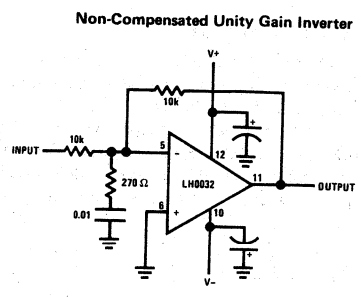 Non-Compensated Unity Gain Inverter
V+
10k
+
10k
INPUT
5
-
12
270 Ω
LH0032
11
OUTPUT
0.01
6
+
10
+
V-